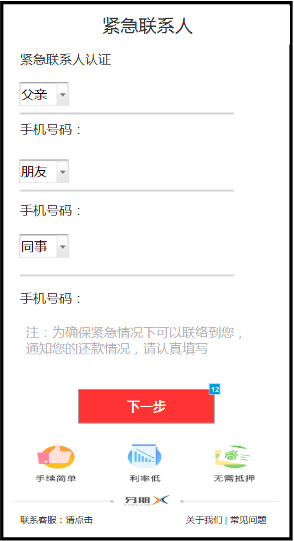 紧急联系人
紧急联系人认证
父亲
手机号码：
朋友
手机号码：
同事
手机号码：
注：为确保紧急情况下可以联络到您，
通知您的还款情况，请认真填写
下一步
12
手续简单 利率低 无需抵押
分期X
联系客服：请点击 关于我们 | 常见问题